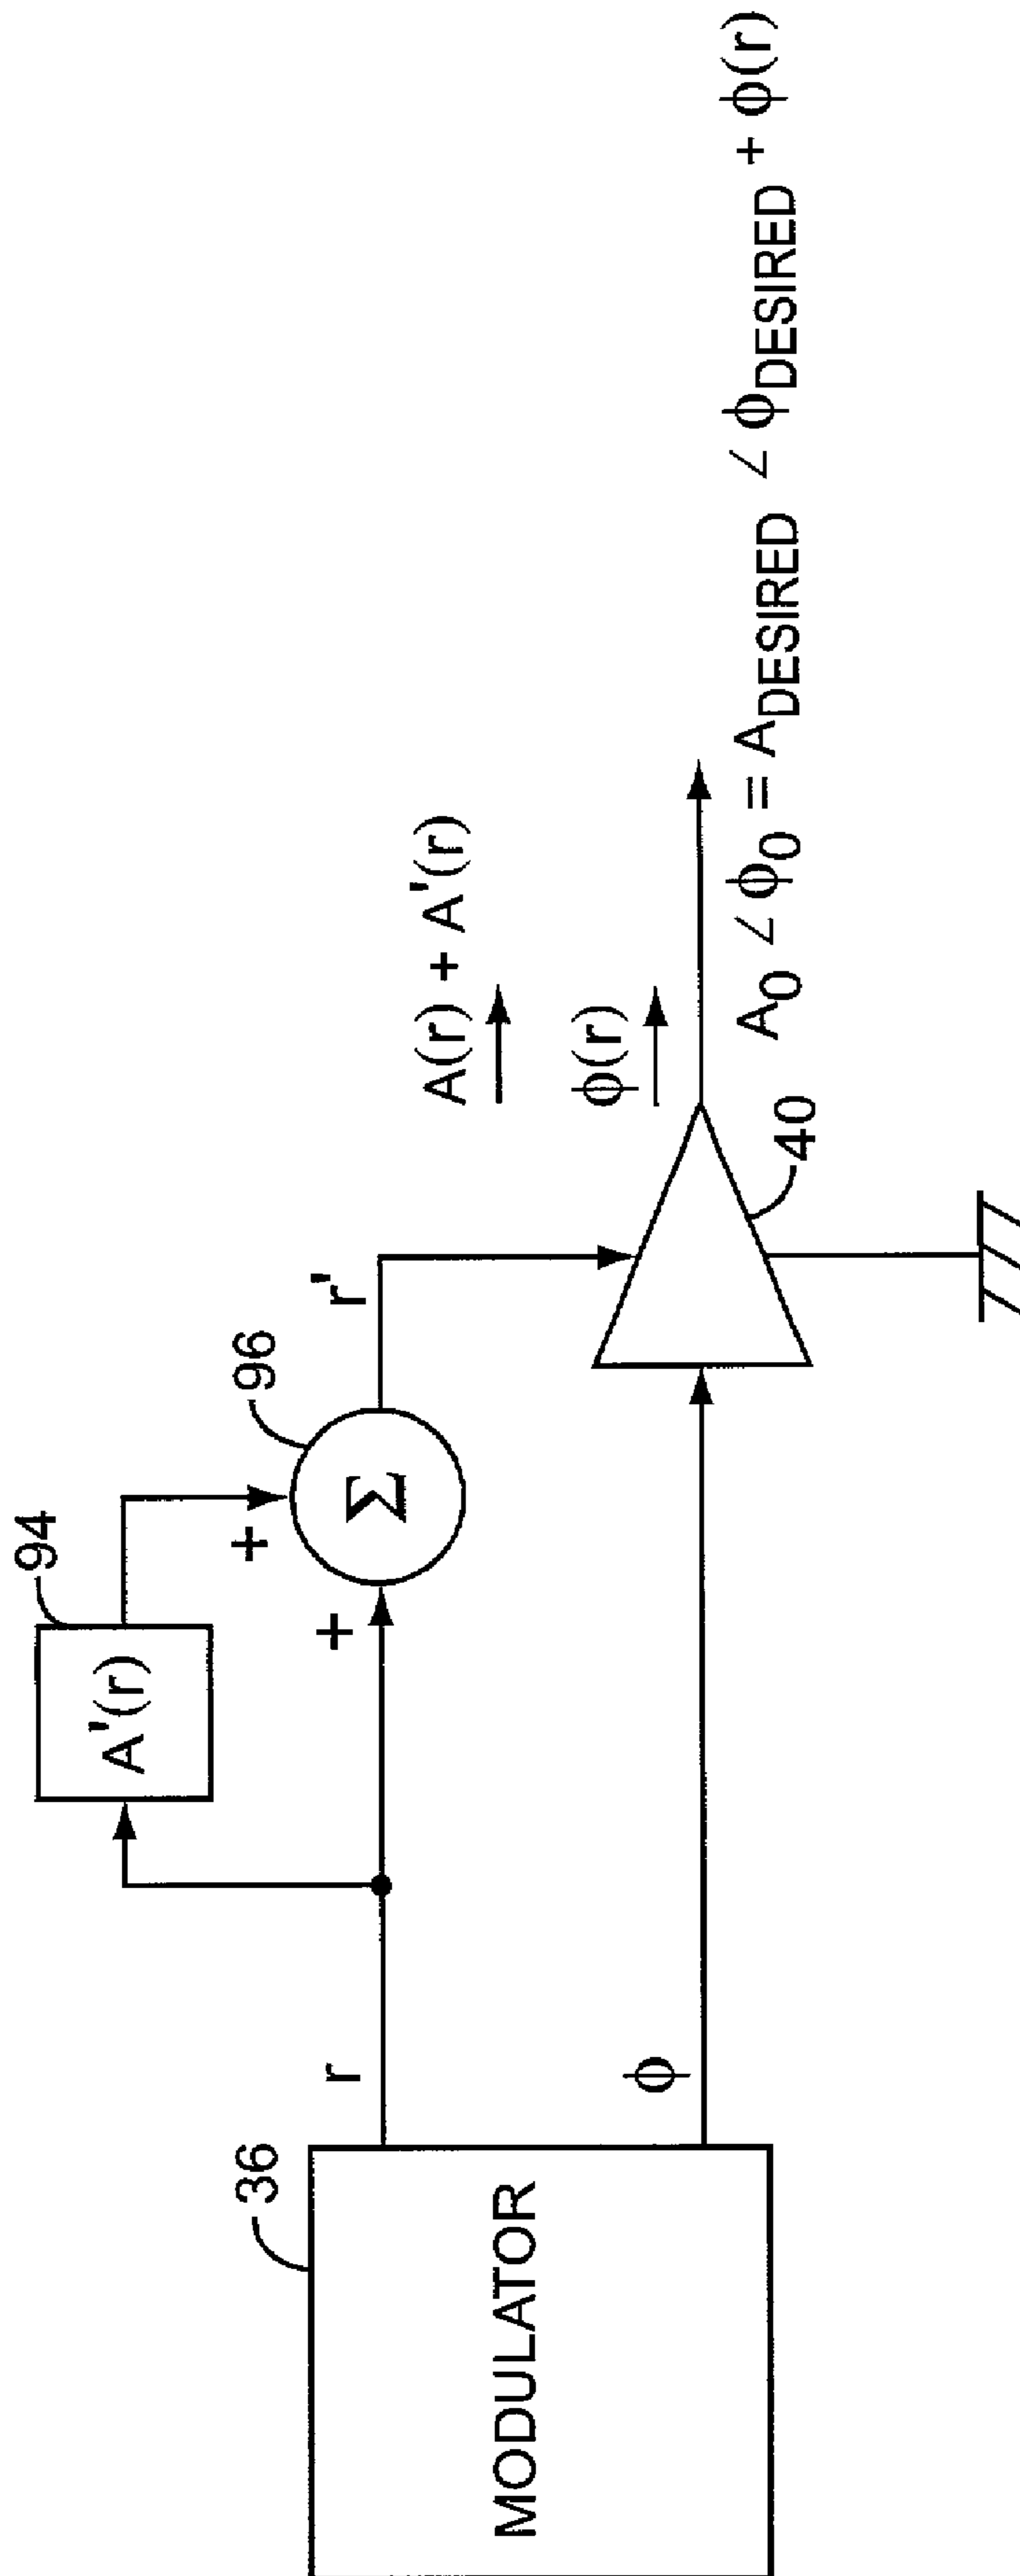 36
MODULATOR
r
ϕ
A'(r)
94
+
+
Σ
96
r'
40
A(r) + A'(r)
ϕ(r)
A0 ∠ ϕ0 = ADESIRED ∠ ϕDESIRED + ϕ(r)